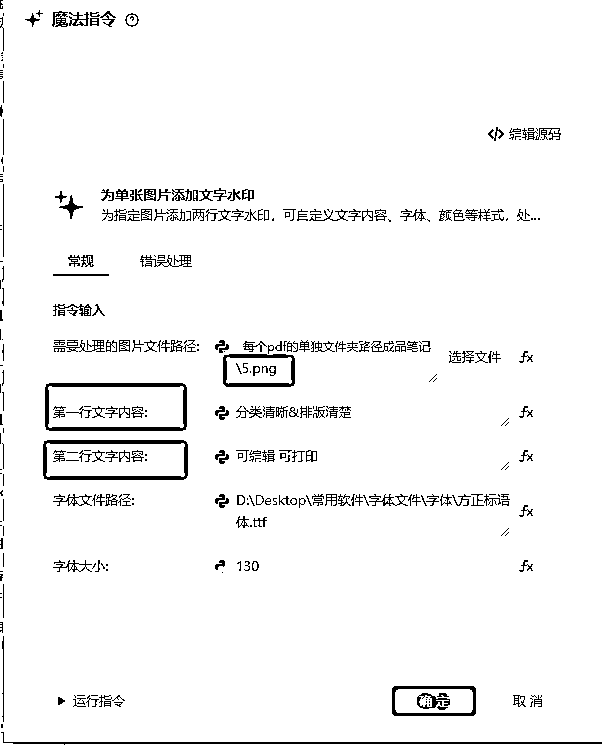 魔法指令
编辑源码
为单张图片添加文字水印
为指定图片添加两行文字水印，可自定义文字内容、字体、颜色等样式，处...
常规 错误处理
指令输入
需要处理的图片文件路径: 每个pdf的单独文件夹路径成品笔记
\5.png 选择文件 fx
第一行文字内容: 分类清晰&排版清楚 fx
第二行文字内容: 可编辑 可打印 fx
字体文件路径: D:\Desktop\常用软件\字体文件\字体\方正标语 fx
体.ttf
字体大小: 130 fx
运行指令 确定 取消